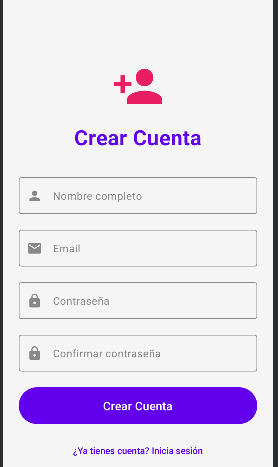 Crear Cuenta
Nombre completo
Email
Contraseña
Confirmar contraseña
Crear Cuenta
¿Ya tienes cuenta? Inicia sesión